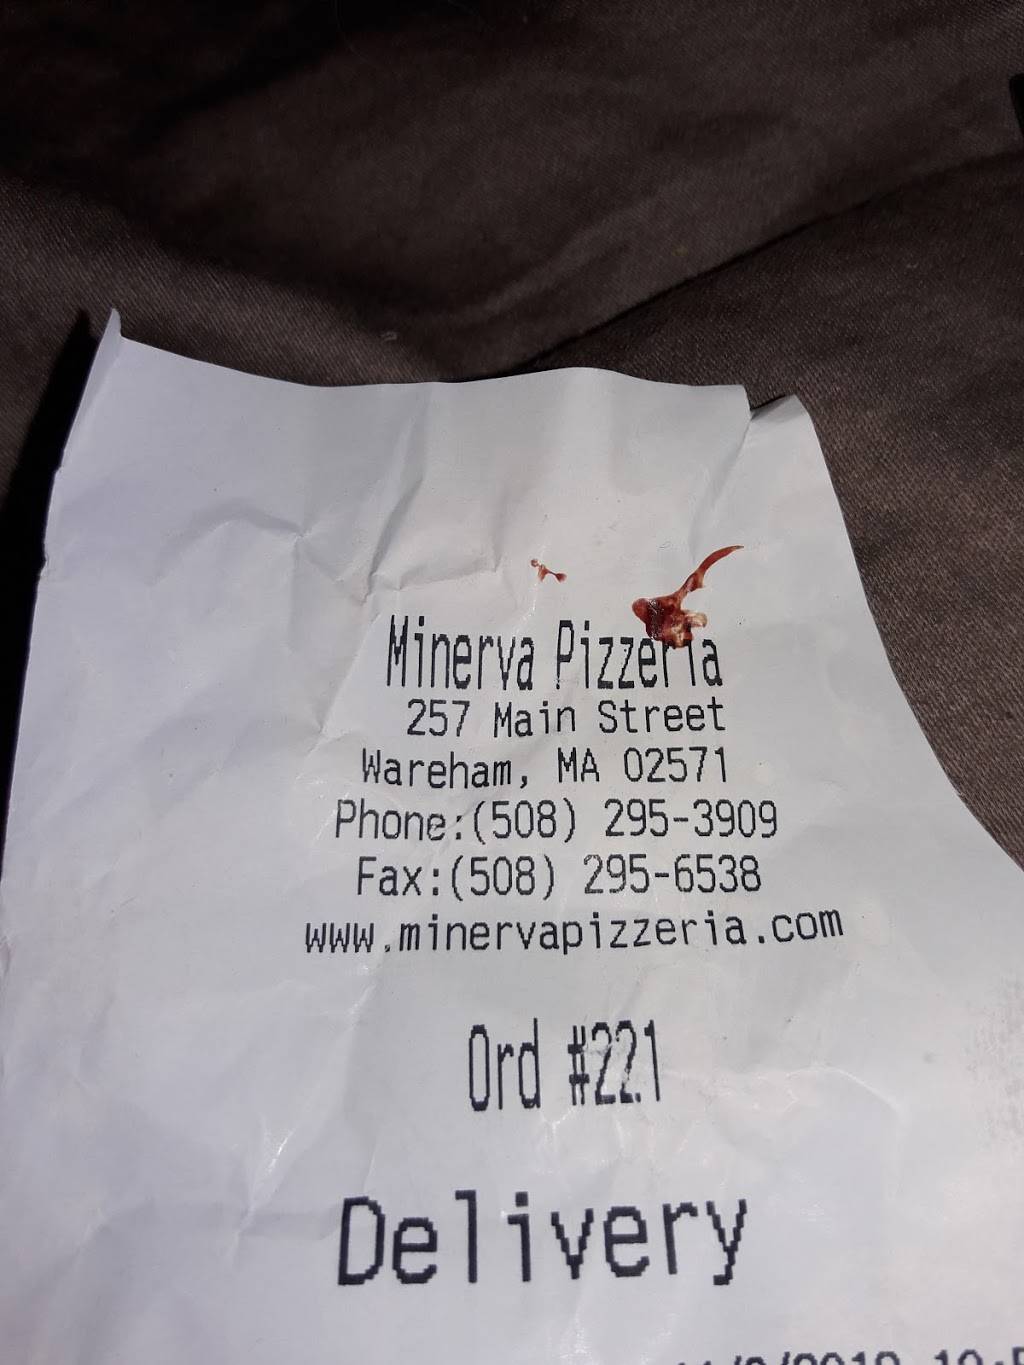 Minerva Pizzeria
257 Main Street
Wareham, MA 02571
Phone:(508) 295-3909
Fax:(508) 295-6538
www.minervapizzeria.com
Ord #221
Delivery